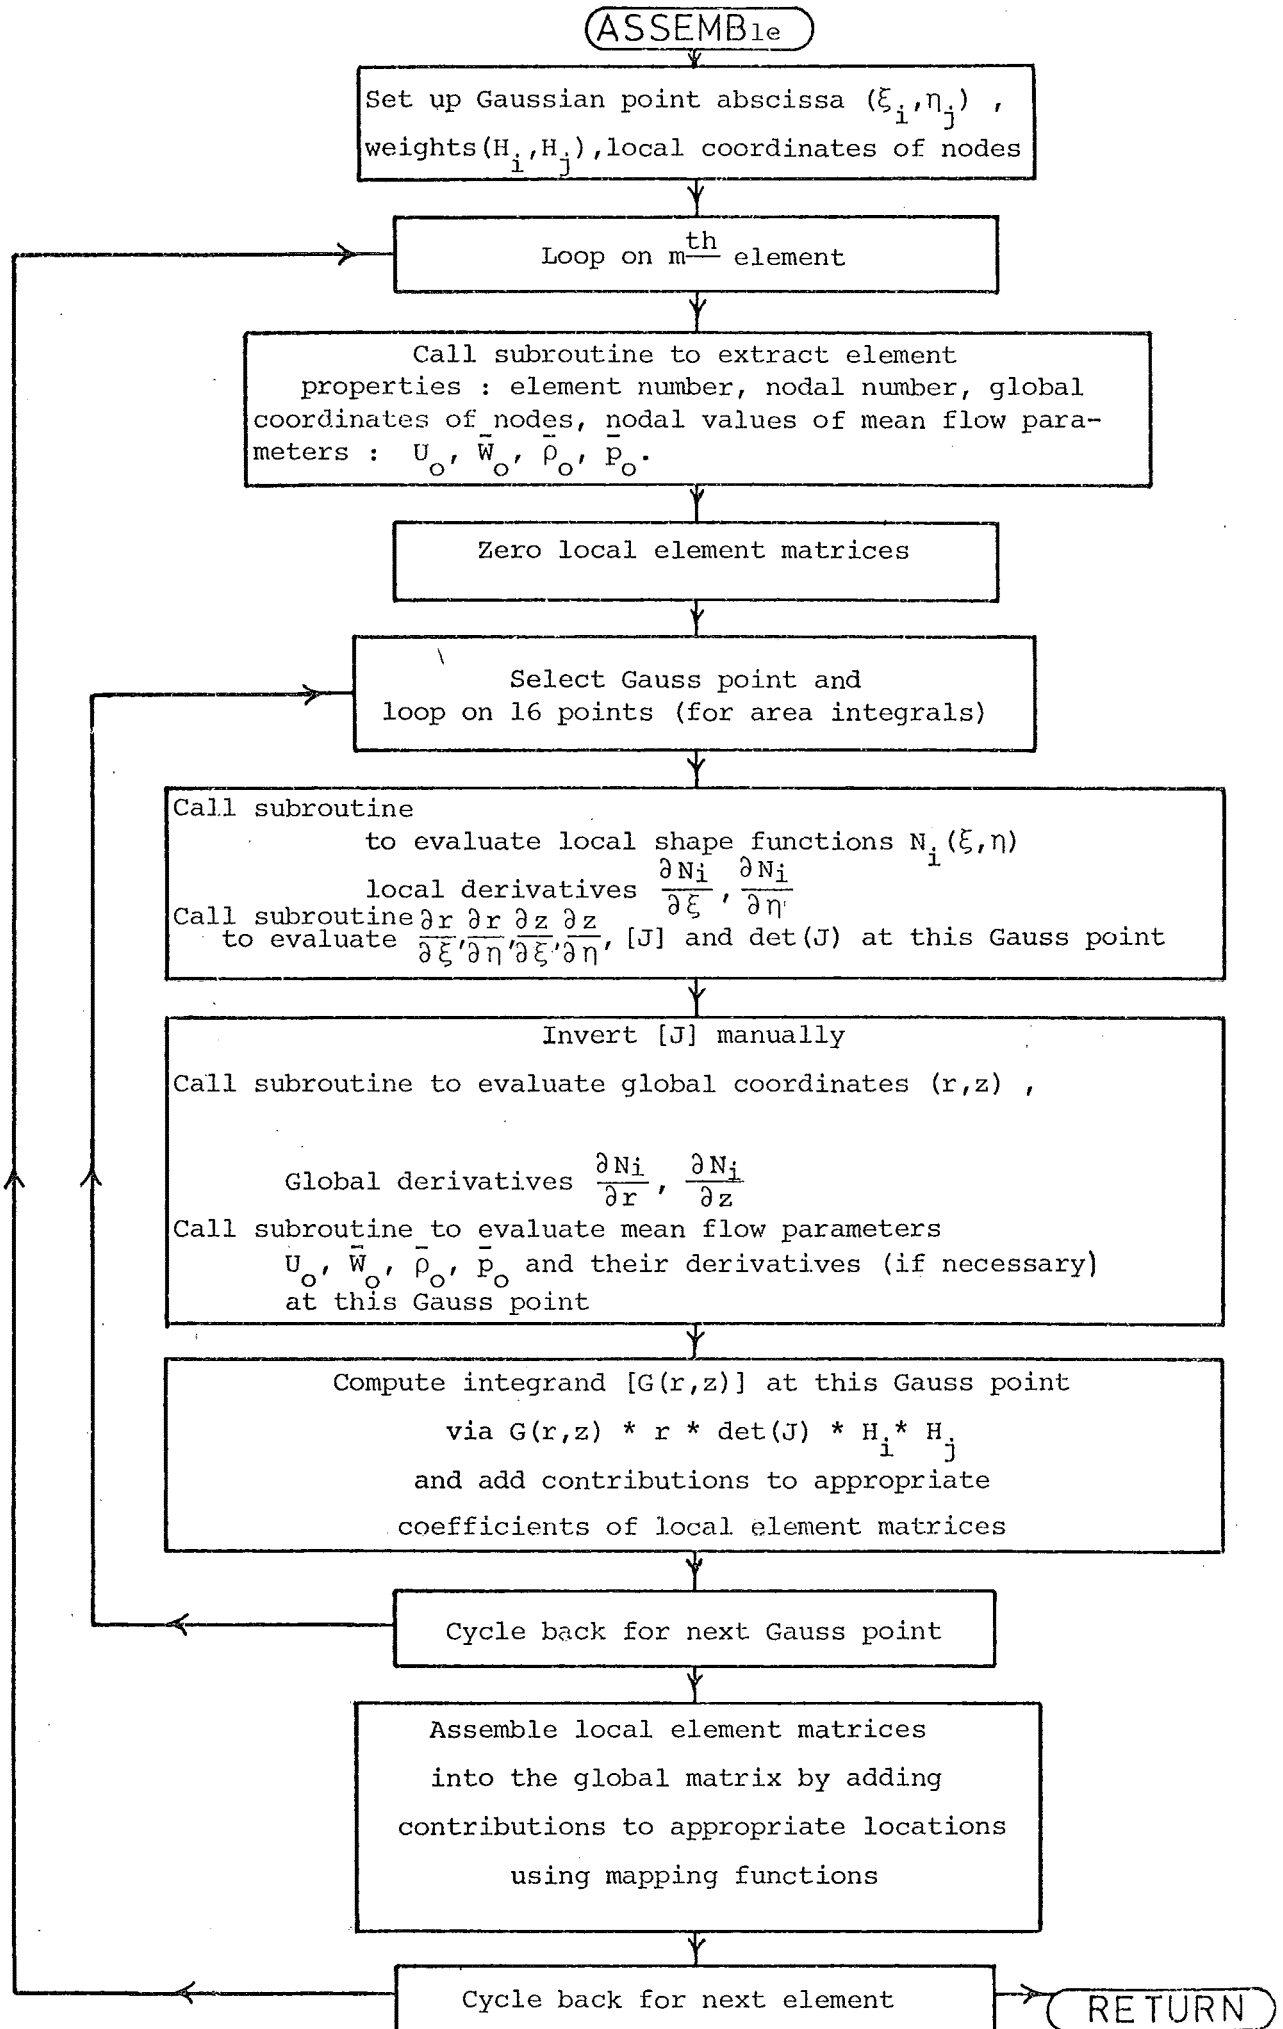 ASSEMBle
Set up Gaussian point abscissa (ξi,ηj) ,
weights(Hi,Hj),local coordinates of nodes
Loop on mth element
Call subroutine to extract element
properties : element number, nodal number, global
coordinates of nodes, nodal values of mean flow para-
meters : Ūo, W̄o, ρ̄o, p̄o.
Zero local element matrices
Select Gauss point and
loop on 16 points (for area integrals)
Call subroutine
to evaluate local shape functions Ni(ξ,η)
local derivatives ∂Ni/∂ξ, ∂Ni/∂η
Call subroutine
to evaluate ∂r/∂ξ, ∂r/∂η, ∂z/∂ξ, ∂z/∂η, [J] and det(J) at this Gauss point
Invert [J] manually
Call subroutine to evaluate global coordinates (r,z) ,
Global derivatives ∂Ni/∂r, ∂Ni/∂z
Call subroutine to evaluate mean flow parameters
Ūo, W̄o, ρ̄o, p̄o and their derivatives (if necessary)
at this Gauss point
Compute integrand [G(r,z)] at this Gauss point
via G(r,z) * r * det(J) * Hi* Hj
and add contributions to appropriate
coefficients of local element matrices
Cycle back for next Gauss point
Assemble local element matrices
into the global matrix by adding
contributions to appropriate locations
using mapping functions
Cycle back for next element
RETURN